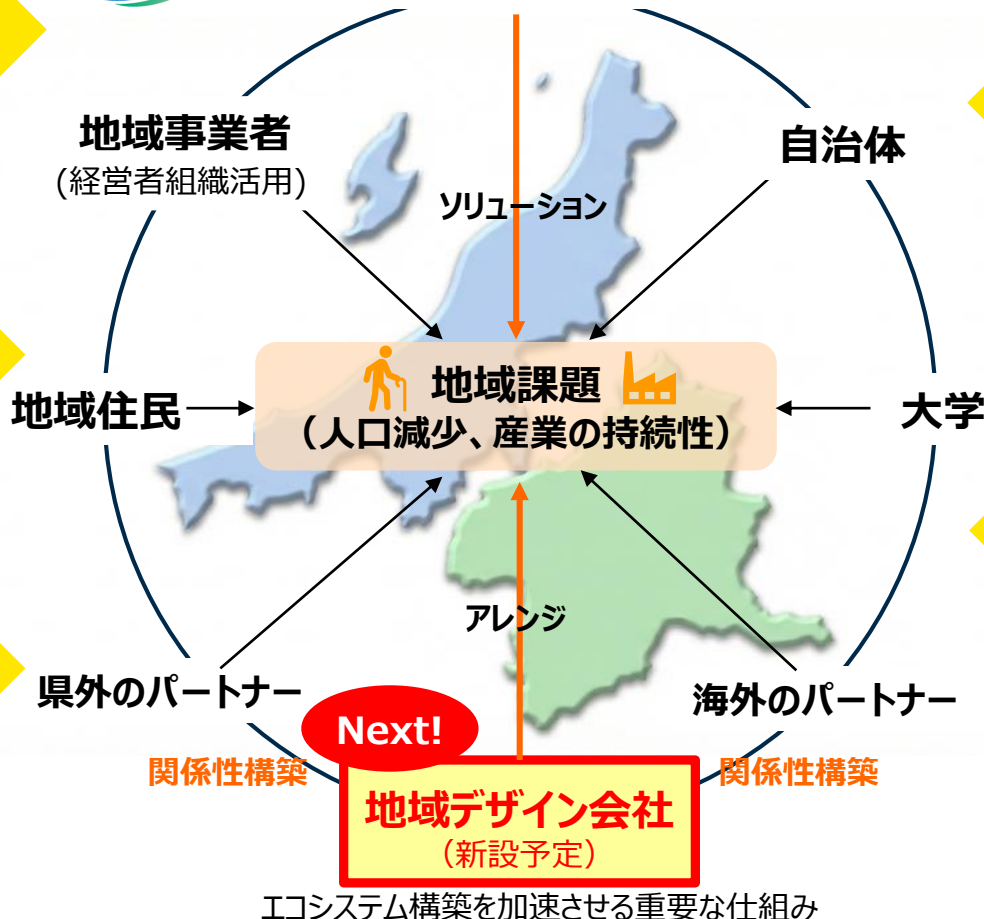 地域事業者
(経営者組織活用)
自治体
ソリューション
地域課題
（人口減少、産業の持続性）
地域住民
大学
アレンジ
県外のパートナー
海外のパートナー
Next!
関係性構築
関係性構築
地域デザイン会社
（新設予定）
エコシステム構築を加速させる重要な仕組み